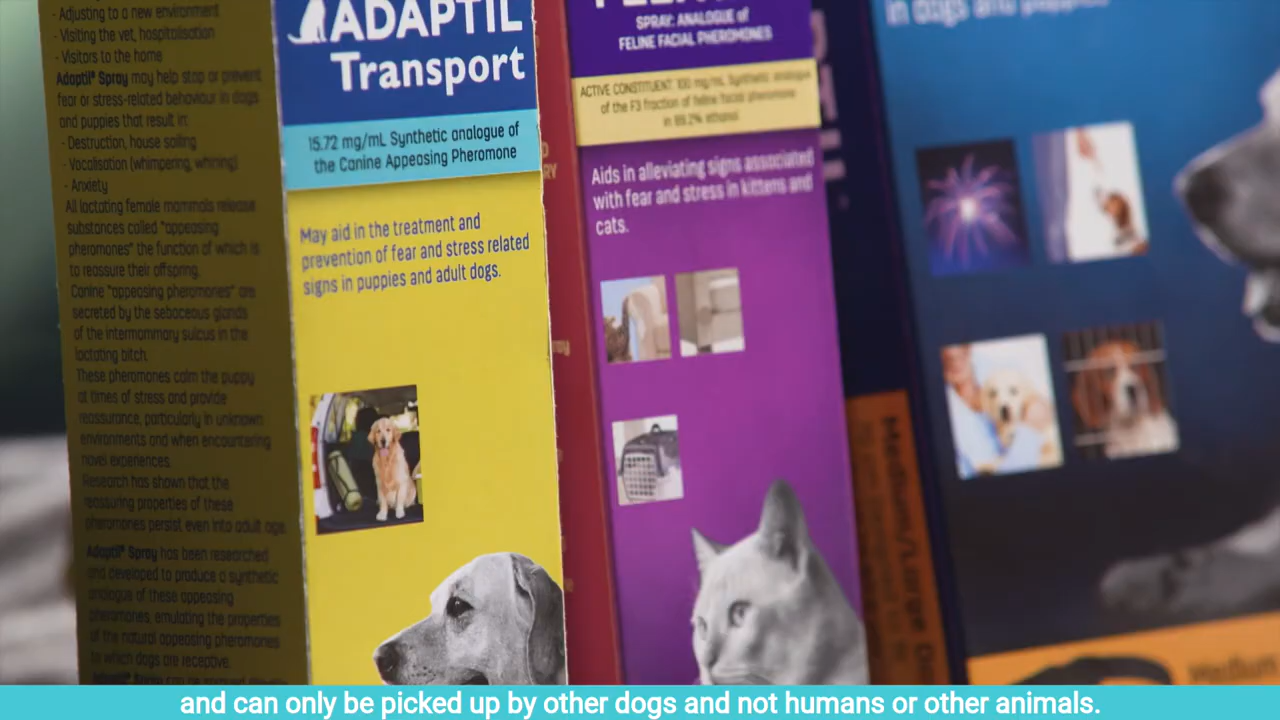 - Adjusting to a new environment
- Visiting the vet, hospitalisation
- Visitors to the home
Adaptil® Spray may help stop or prevent
fear or stress-related behaviour in dogs
and puppies that result in:
- Destruction, house soiling
- Vocalisation (whimpering, whining)
- Anxiety
All lactating female mammals release
substances called "appeasing
pheromones" the function of which is
to reassure their offspring.
Canine "appeasing pheromones" are
secreted by the sebaceous glands
of the intermammary sulcus in the
lactating bitch.
These pheromones calm the puppy
at times of stress and provide
reassurance, particularly in unknown
environments and when encountering
novel experiences.
Research has shown that the
reassuring properties of these
pheromones persist even into adult age.
Adaptil® Spray has been researched
and developed to produce a synthetic
analogue of these appeasing
pheromones, emulating the properties
of the natural appeasing pheromones
to which dogs are receptive.
ADAPTIL
Transport
15.72 mg/mL Synthetic analogue of
the Canine Appeasing Pheromone
May aid in the treatment and
prevention of fear and stress related
signs in puppies and adult dogs.
SPRAY: ANALOGUE of
FELINE FACIAL PHEROMONES
ACTIVE CONSTITUENT: 100 mg/mL Synthetic analogue
of the F3 fraction of feline facial pheromone
in 89.2% ethanol
Aids in alleviating signs associated
with fear and stress in kittens and
cats.
Medium/Large
in dogs and puppies.
Medium
and can only be picked up by other dogs and not humans or other animals.